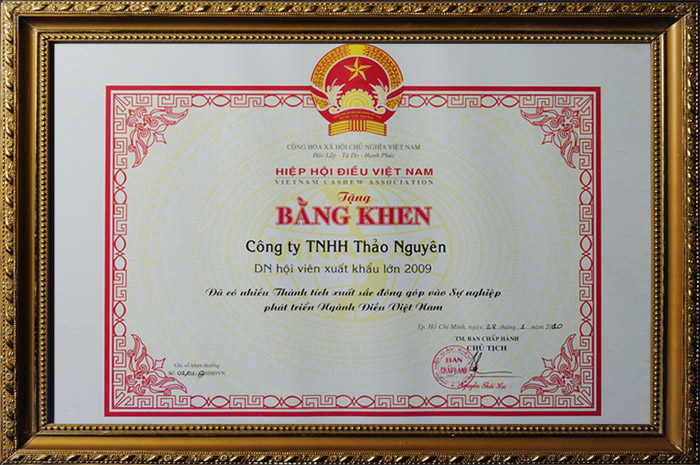 CỘNG HÒA XÃ HỘI CHỦ NGHĨA VIỆT NAM
Độc Lập - Tự Do - Hạnh Phúc
HIỆP HỘI ĐIỀU VIỆT NAM
VIETNAM CASHEW ASSOCIATION
Tặng
BẰNG KHEN
Công ty TNHH Thảo Nguyên
DN hội viên xuất khẩu lớn 2009
Đã có nhiều Thành tích xuất sắc đóng góp vào Sự nghiệp
phát triển Ngành Điều Việt Nam
Tp. Hồ Chí Minh, ngày 28 tháng 1 năm 2010
TM. BAN CHẤP HÀNH
CHỦ TỊCH
BAN
CHẤP HÀNH
Nguyễn Thái Học
Ghi sổ khen thưởng
Số